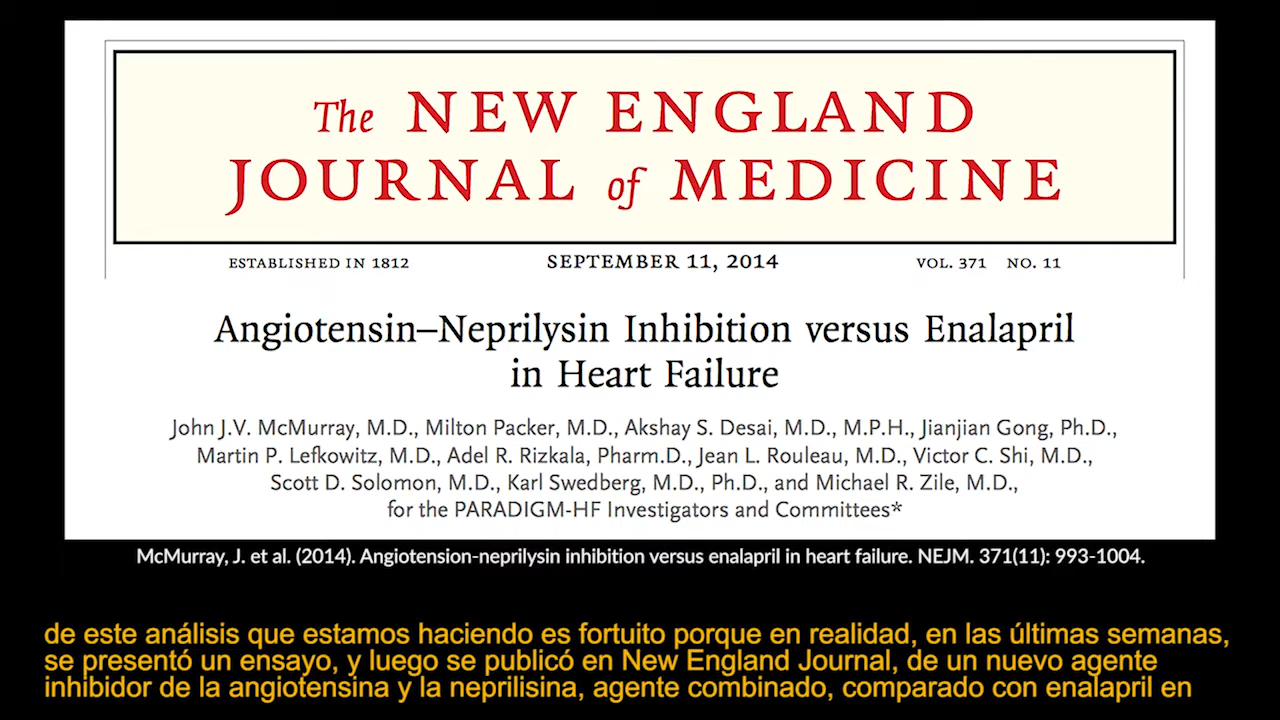 The NEW ENGLAND
JOURNAL of MEDICINE
ESTABLISHED IN 1812 SEPTEMBER 11, 2014 VOL. 371 NO. 11
Angiotensin–Neprilysin Inhibition versus Enalapril
in Heart Failure
John J.V. McMurray, M.D., Milton Packer, M.D., Akshay S. Desai, M.D., M.P.H., Jianjian Gong, Ph.D.,
Martin P. Lefkowitz, M.D., Adel R. Rizkala, Pharm.D., Jean L. Rouleau, M.D., Victor C. Shi, M.D.,
Scott D. Solomon, M.D., Karl Swedberg, M.D., Ph.D., and Michael R. Zile, M.D.,
for the PARADIGM-HF Investigators and Committees*
McMurray, J. et al. (2014). Angiotension-neprilysin inhibition versus enalapril in heart failure. NEJM. 371(11): 993-1004.
de este análisis que estamos haciendo es fortuito porque en realidad, en las últimas semanas,
se presentó un ensayo, y luego se publicó en New England Journal, de un nuevo agente
inhibidor de la angiotensina y la neprilisina, agente combinado, comparado con enalapril en